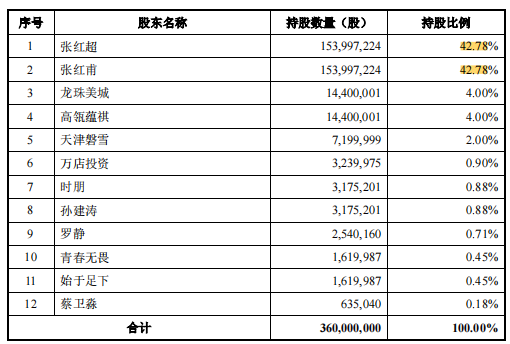 序号 股东名称 持股数量（股） 持股比例
1 张红超 153,997,224 42.78%
2 张红甫 153,997,224 42.78%
3 龙珠美城 14,400,001 4.00%
4 高瓴蕴祺 14,400,001 4.00%
5 天津磐雪 7,199,999 2.00%
6 万店投资 3,239,975 0.90%
7 时朋 3,175,201 0.88%
8 孙建涛 3,175,201 0.88%
9 罗静 2,540,160 0.71%
10 青春无畏 1,619,987 0.45%
11 始于足下 1,619,987 0.45%
12 蔡卫淼 635,040 0.18%
合计 360,000,000 100.00%